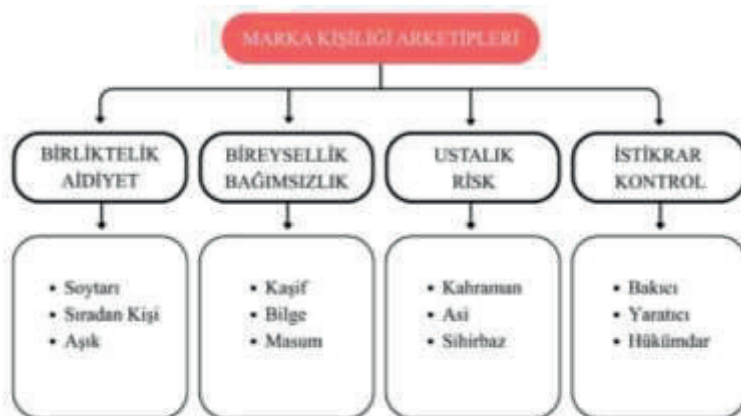 MARKA KİŞİLİĞİ ARKETİPLERİ
BİRLİKTELİK
AİDİYET
BİREYSELLİK
BAĞIMSIZLIK
USTALIK
RİSK
İSTİKRAR
KONTROL
• Soytarı
• Sıradan Kişi
• Aşık
• Kaşif
• Bilge
• Masum
• Kahraman
• Asi
• Sihirbaz
• Bakıcı
• Yaratıcı
• Hükümdar